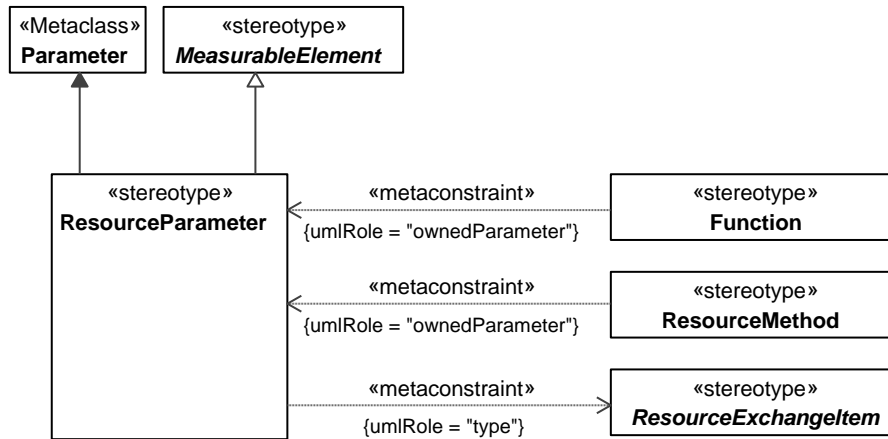 «Metaclass»
Parameter
«stereotype»
MeasurableElement
«stereotype»
ResourceParameter
«metaconstraint»
{umlRole = "ownedParameter"}
«stereotype»
Function
«metaconstraint»
{umlRole = "ownedParameter"}
«stereotype»
ResourceMethod
«metaconstraint»
{umlRole = "type"}
«stereotype»
ResourceExchangeItem